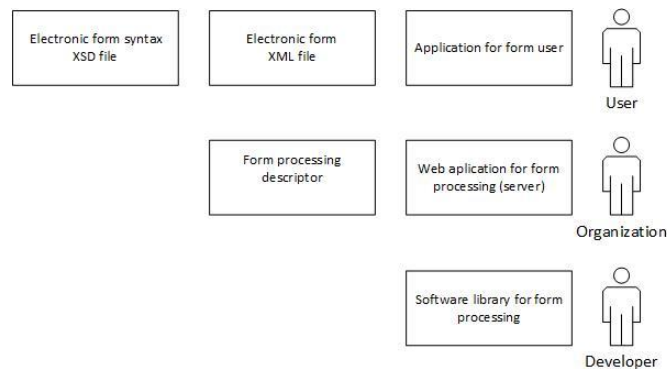 Electronic form syntax
XSD file
Electronic form
XML file
Application for form user
User
Form processing
descriptor
Web aplication for form
processing (server)
Organization
Software library for form
processing
Developer